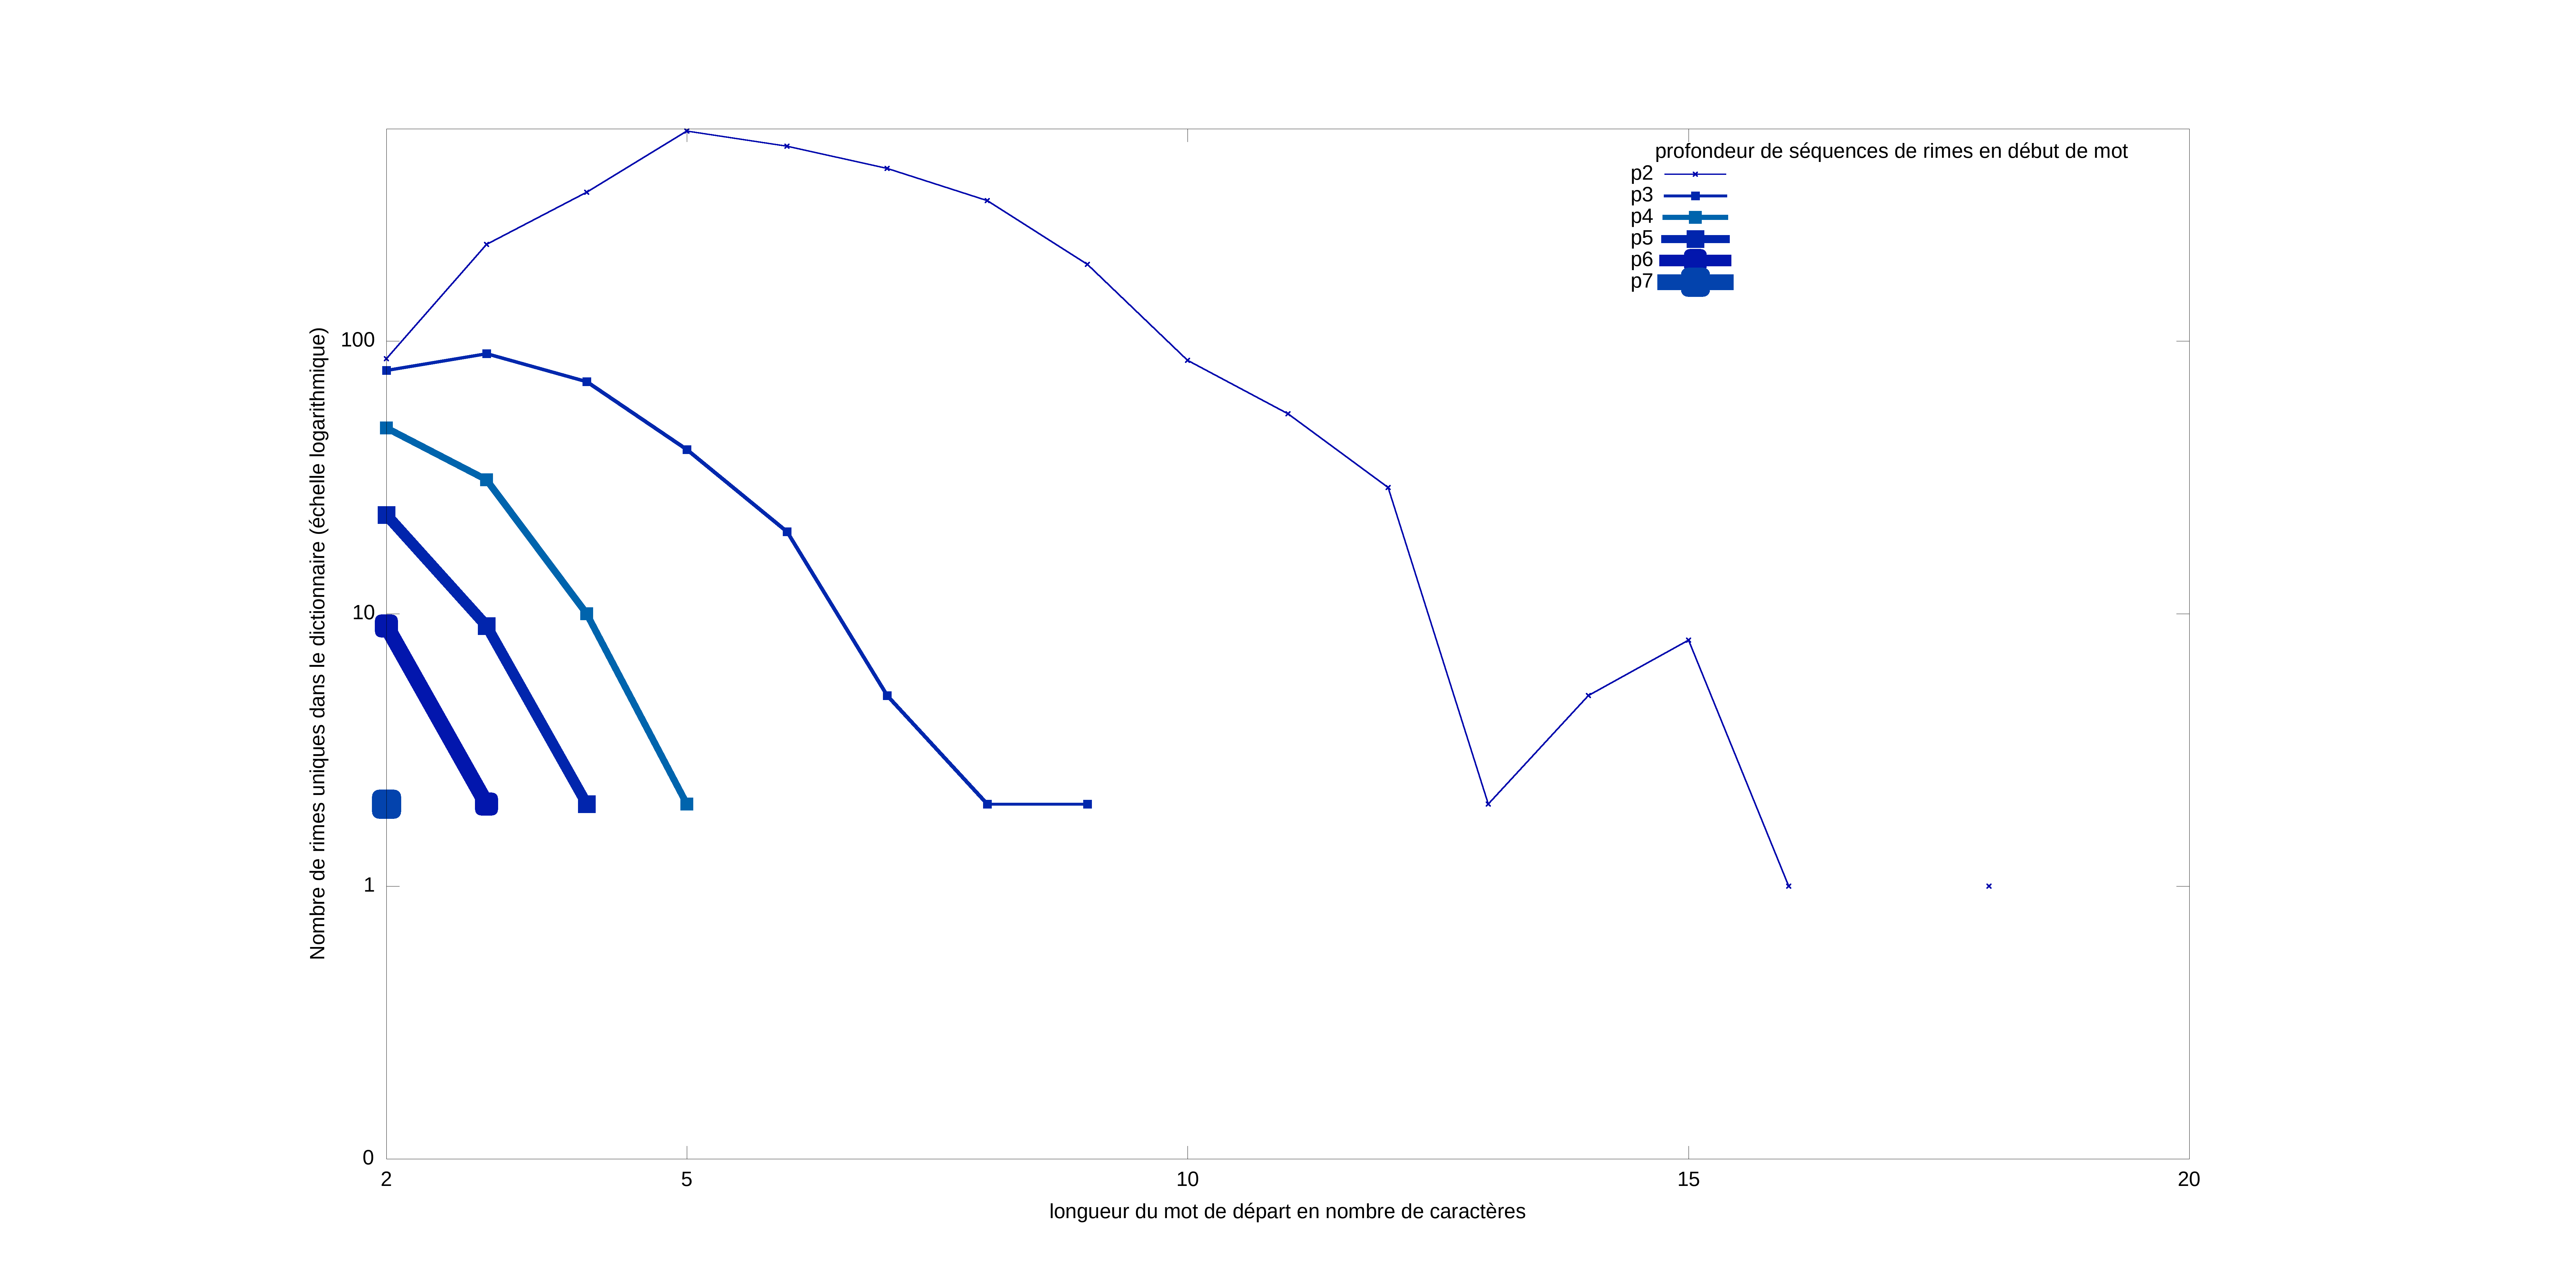 profondeur de séquences de rimes en début de mot
p2
p3
p4
p5
p6
p7
Nombre de rimes uniques dans le dictionnaire (échelle logarithmique)
100
10
1
0
2 5 10 15 20
longueur du mot de départ en nombre de caractères